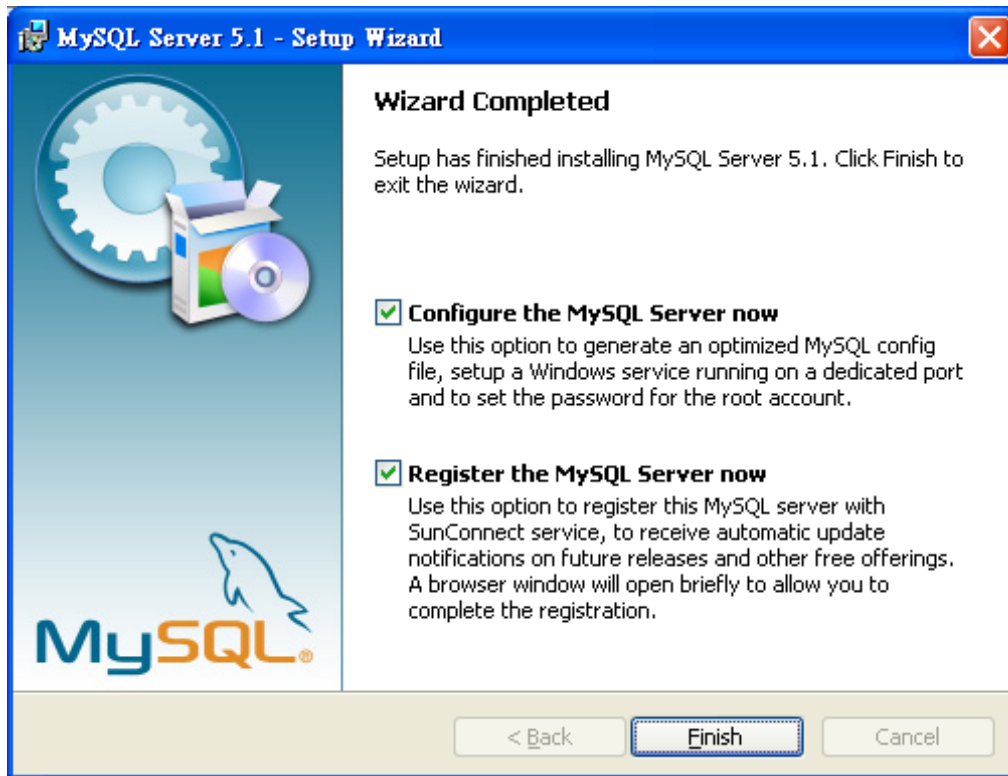 MySQL Server 5.1 - Setup Wizard
Wizard Completed
Setup has finished installing MySQL Server 5.1. Click Finish to
exit the wizard.
Configure the MySQL Server now
Use this option to generate an optimized MySQL config
file, setup a Windows service running on a dedicated port
and to set the password for the root account.
Register the MySQL Server now
Use this option to register this MySQL server with
SunConnect service, to receive automatic update
notifications on future releases and other free offerings.
A browser window will open briefly to allow you to
complete the registration.
MySQL®
< Back
Finish
Cancel